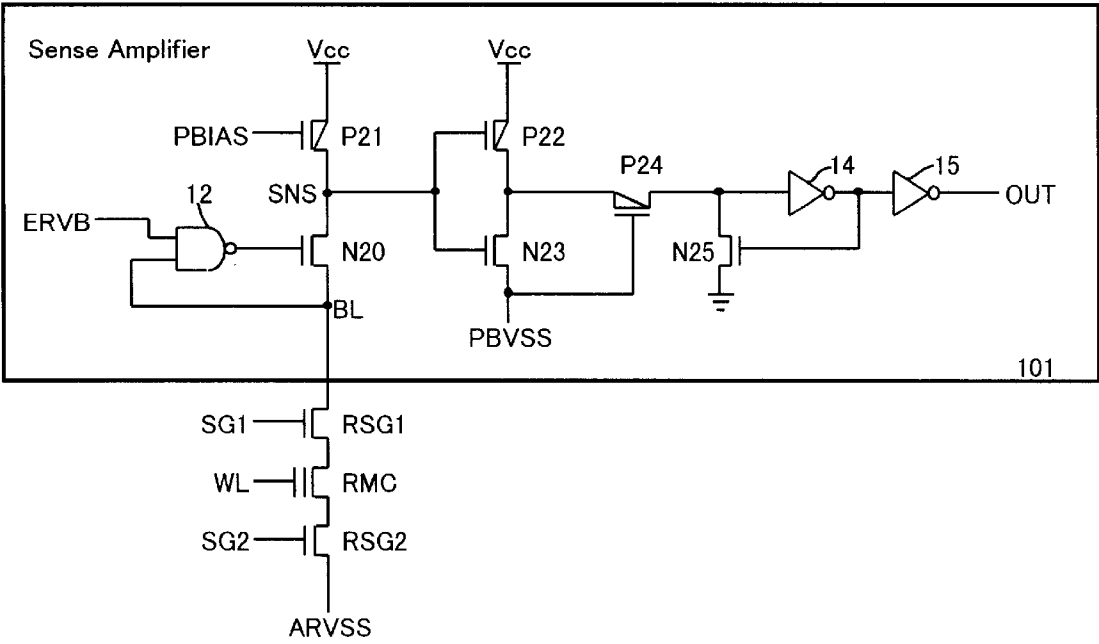 Sense Amplifier
Vcc
Vcc
PBIAS
P21
P22
P24
14
15
12
SNS
OUT
ERVB
N20
N23
N25
BL
PBVSS
101
SG1
RSG1
WL
RMC
SG2
RSG2
ARVSS